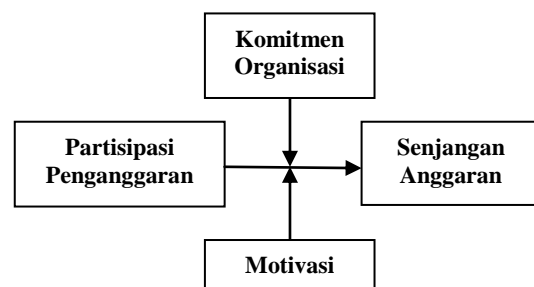 Komitmen
Organisasi
Partisipasi
Penganggaran
Senjangan
Anggaran
Motivasi